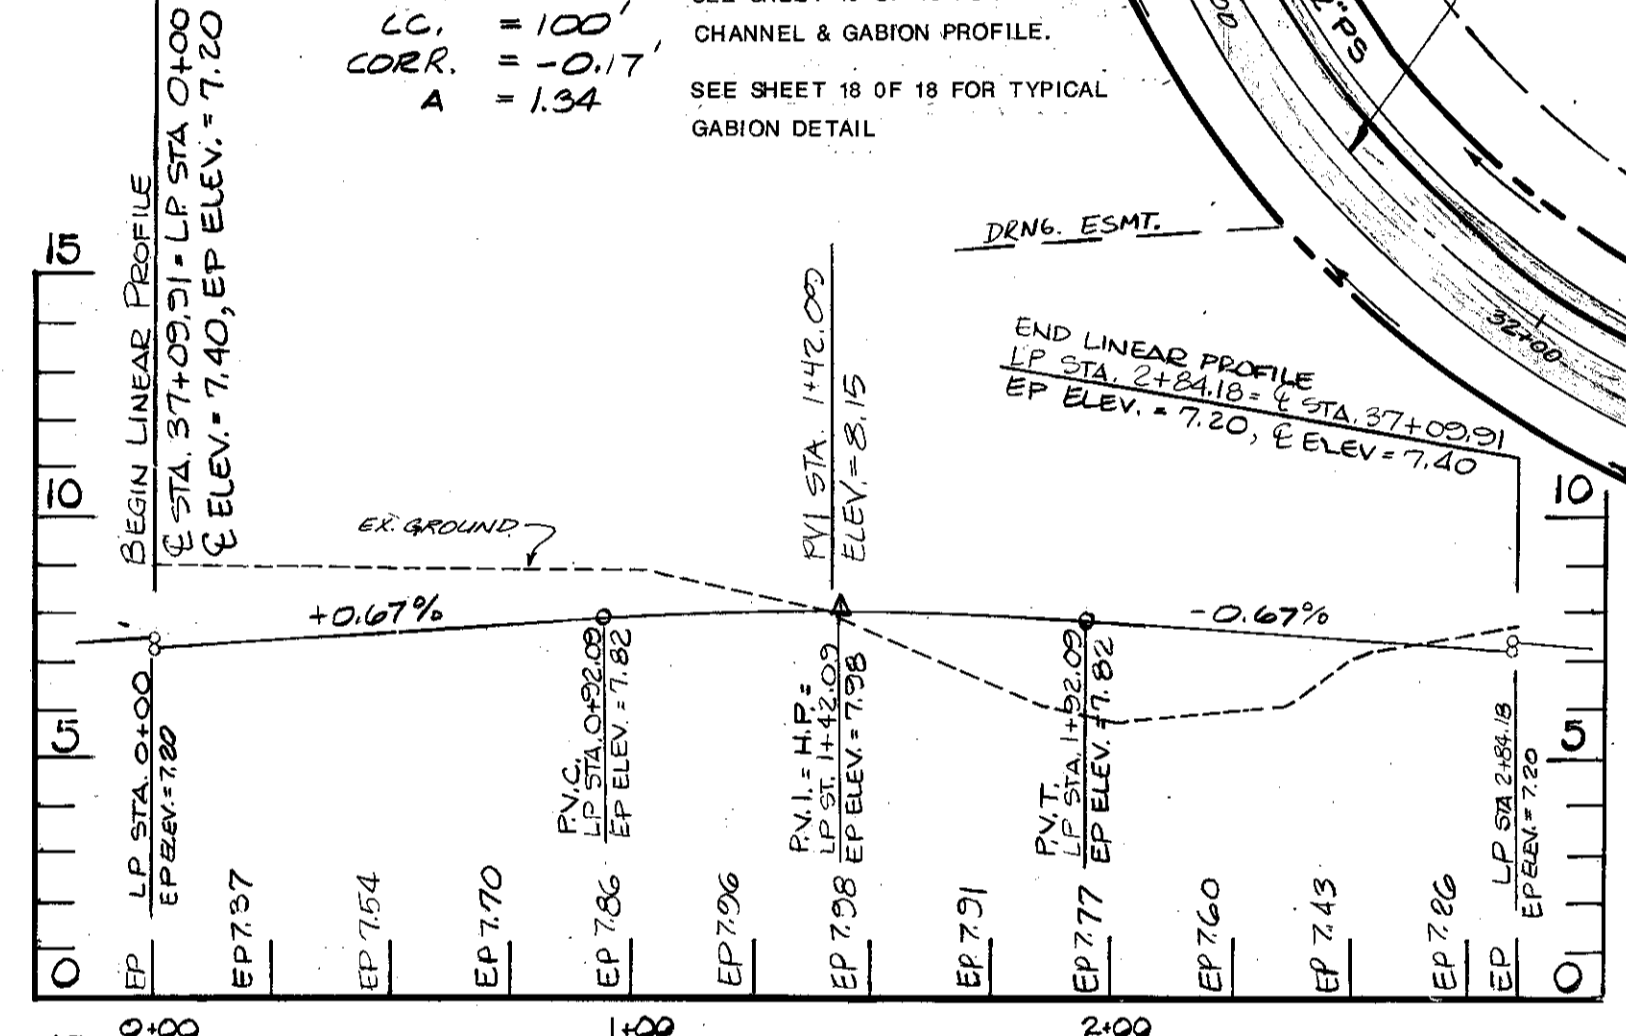 LC. = 100'
CORR. = -0.17'
A = 1.34
CHANNEL & GABION PROFILE.
SEE SHEET 18 OF 18 FOR TYPICAL
GABION DETAIL
"PS
DRNG. ESMT.
32+00
BEGIN LINEAR PROFILE
℄ STA. 37+09.91 = LP STA 0+00
℄ ELEV. = 7.40, EP ELEV. = 7.20
PVI STA. 1+42.09
ELEV. = 8.15
END LINEAR PROFILE
LP STA. 2+84.18 = ℄ STA. 37+09.91
EP ELEV. = 7.20, ℄ ELEV = 7.40
15
10
5
0
10
5
0
EX. GROUND
+0.67%
-0.67%
LP STA. 0+00
EP ELEV. = 7.20
P.V.C.
LP STA. 0+92.09
EP ELEV. = 7.82
P.V.I. = H.P. =
LP ST. 1+42.09
EP ELEV. = 7.98
P.V.T.
LP STA. 1+92.09
EP ELEV. = 7.82
LP STA 2+84.18
EP ELEV. = 7.20
EP
EP 7.37
EP 7.54
EP 7.70
EP 7.86
EP 7.96
EP 7.98
EP 7.91
EP 7.77
EP 7.60
EP 7.43
EP 7.26
EP
0+00
1+00
2+00